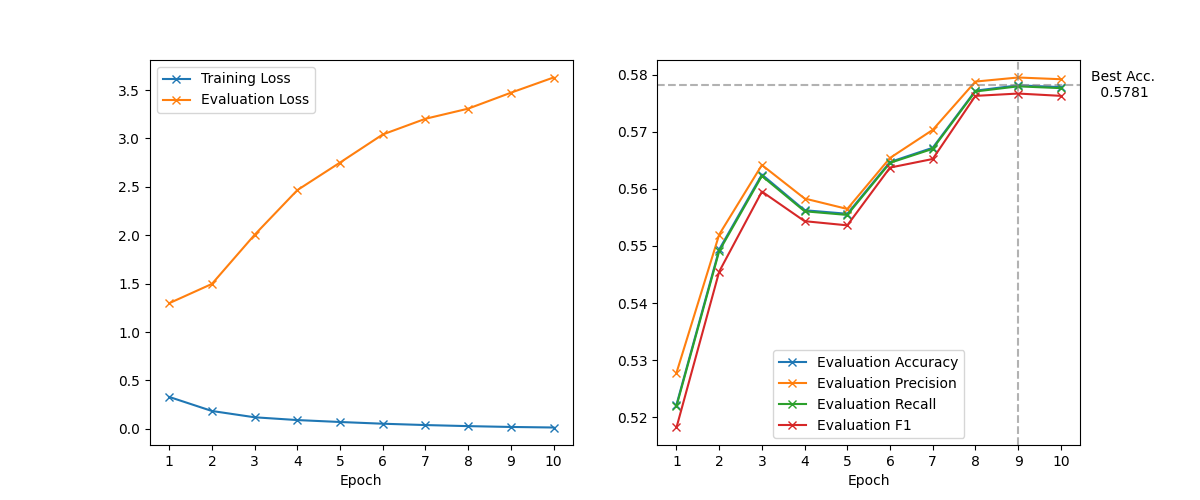 Training Loss
Evaluation Loss
3.5
3.0
2.5
2.0
1.5
1.0
0.5
0.0
1 2 3 4 5 6 7 8 9 10
Epoch
0.58
0.57
0.56
0.55
0.54
0.53
0.52
Best Acc.
0.5781
Evaluation Accuracy
Evaluation Precision
Evaluation Recall
Evaluation F1
1 2 3 4 5 6 7 8 9 10
Epoch